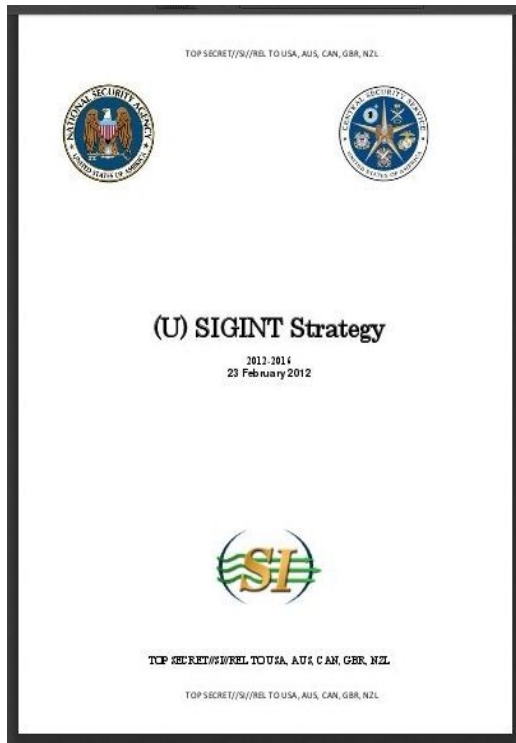 TOP SECRET//SI//REL TO USA, AUS, CAN, GBR, NZL
NATIONAL SECURITY AGENCY
UNITED STATES OF AMERICA
CENTRAL SECURITY SERVICE
UNITED STATES OF AMERICA
(U) SIGINT Strategy
2012-2016
23 February 2012
SI
TOP SECRET//SI//REL TO USA, AUS, CAN, GBR, NZL
TOP SECRET//SI//REL TO USA, AUS, CAN, GBR, NZL